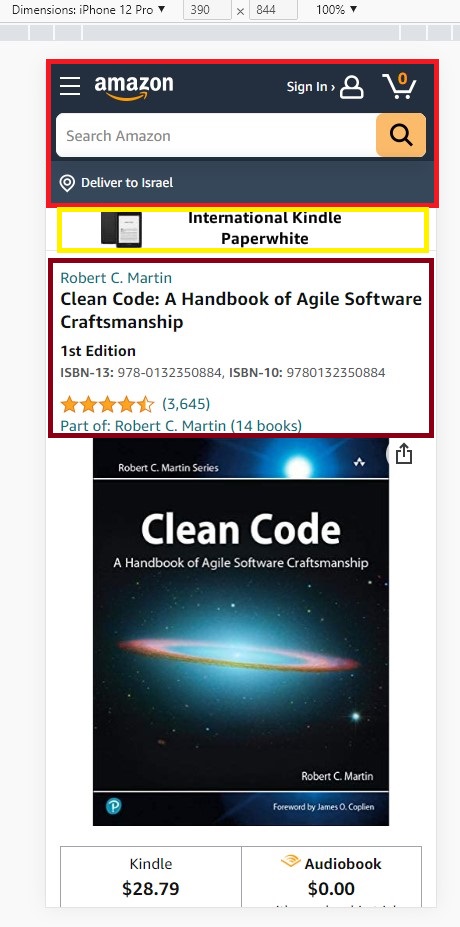 Dimensions: iPhone 12 Pro ▼ 390 × 844 100% ▼
amazon
Sign In ›
0
Search Amazon
Deliver to Israel
International Kindle
Paperwhite
Robert C. Martin
Clean Code: A Handbook of Agile Software
Craftsmanship
1st Edition
ISBN-13: 978-0132350884, ISBN-10: 9780132350884
(3,645)
Part of: Robert C. Martin (14 books)
Robert C. Martin Series
Clean Code
A Handbook of Agile Software Craftsmanship
Robert C. Martin
P
Foreword by James O. Coplien
Kindle
$28.79
Audiobook
$0.00